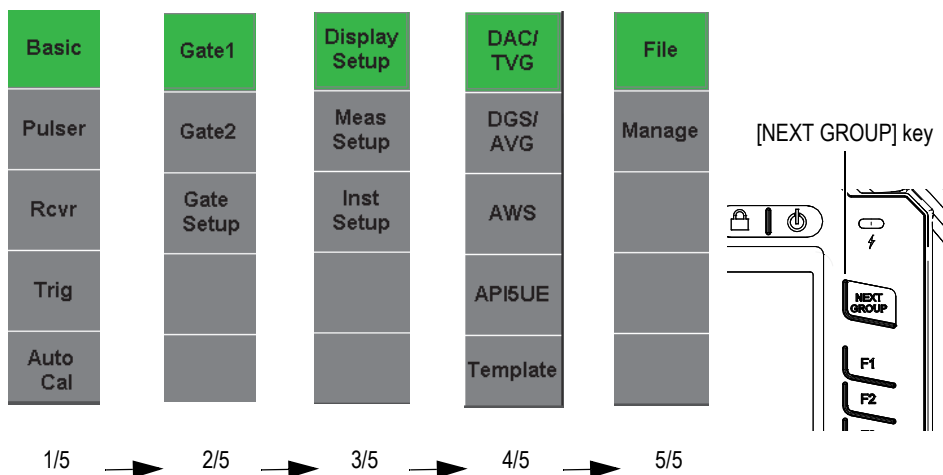 Basic
Pulser
Rcvr
Trig
Auto
Cal
Gate1
Gate2
Gate
Setup
Display
Setup
Meas
Setup
Inst
Setup
DAC/
TVG
DGS/
AVG
AWS
API5UE
Template
File
Manage
[NEXT GROUP] key
NEXT
GROUP
F1
F2
1/5
2/5
3/5
4/5
5/5